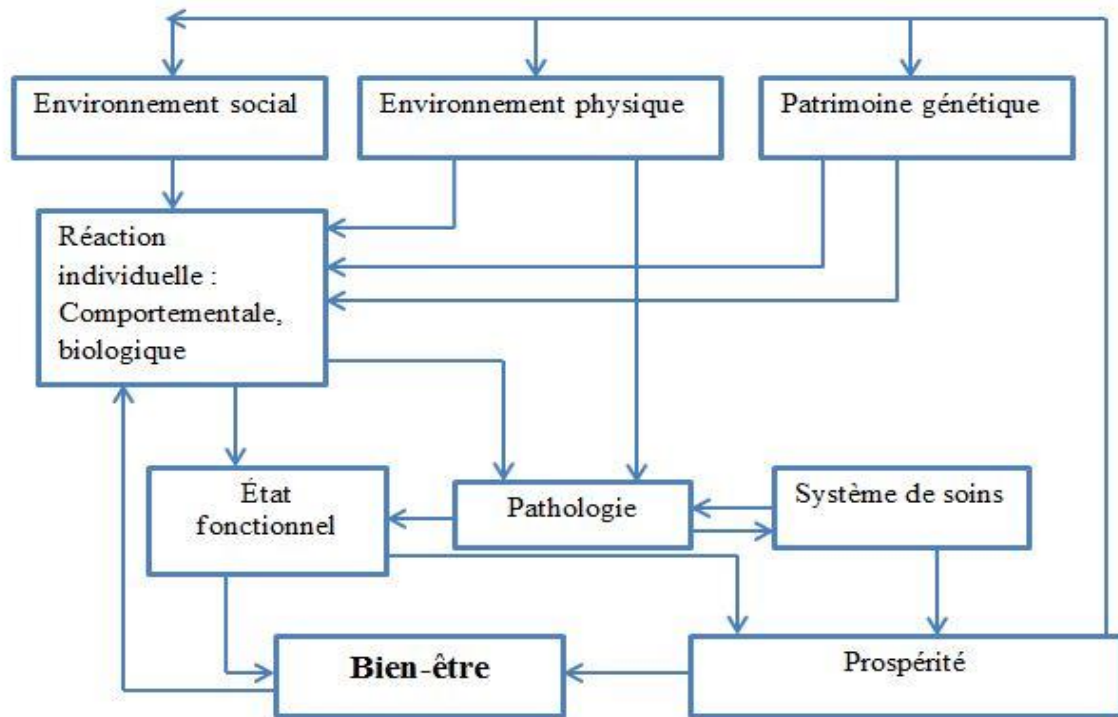 Environnement social
Environnement physique
Patrimoine génétique
Réaction
individuelle :
Comportementale,
biologique
État
fonctionnel
Pathologie
Système de soins
Bien-être
Prospérité